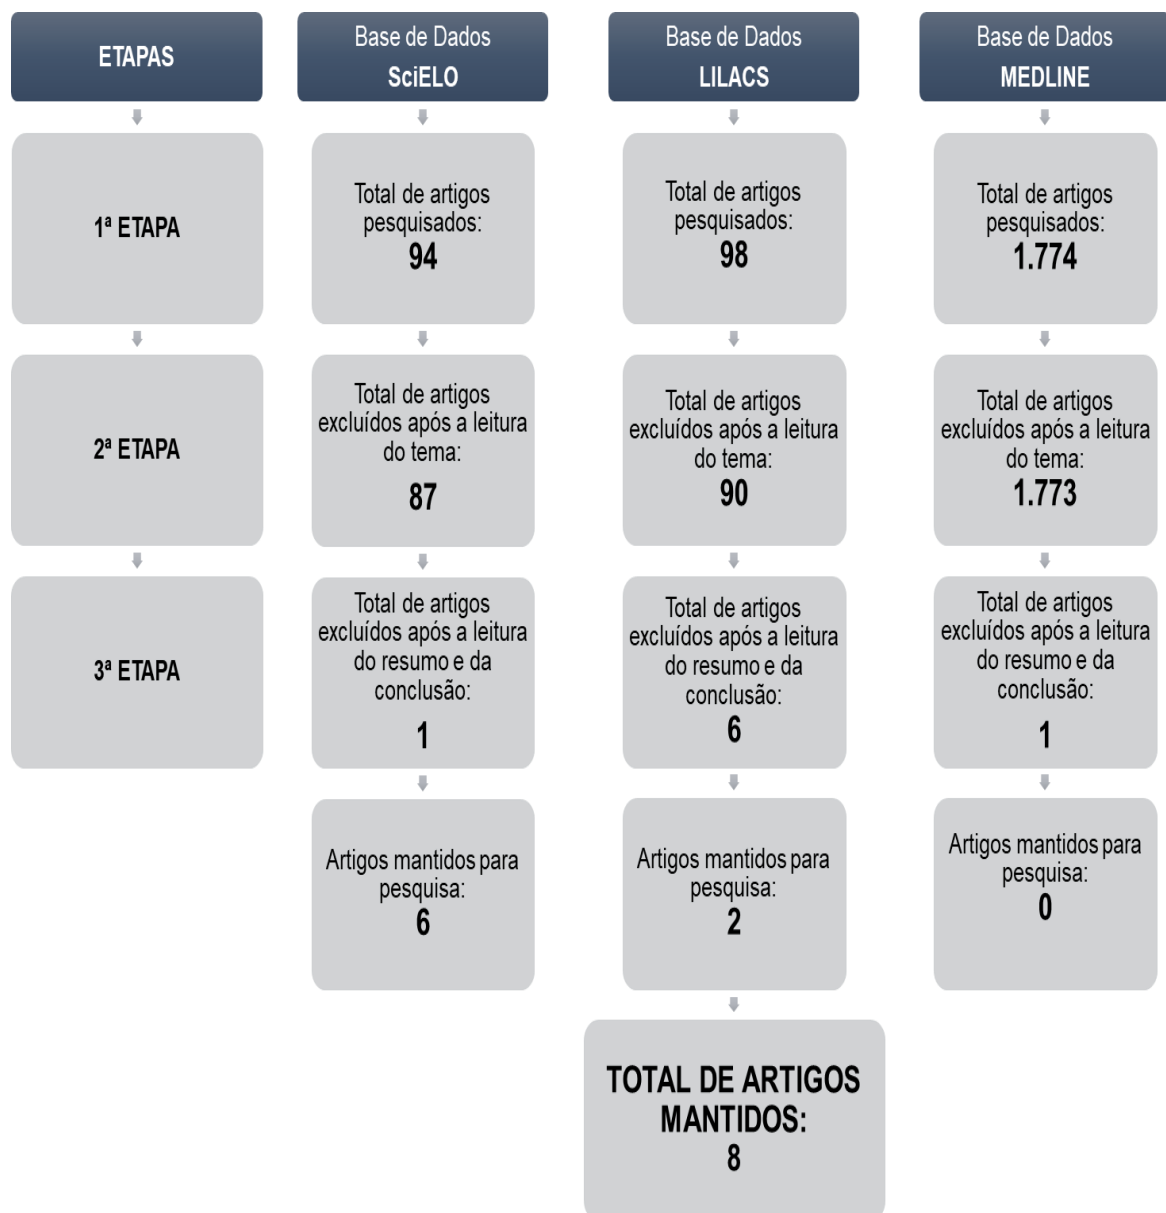 ETAPAS
Base de Dados
SciELO
Base de Dados
LILACS
Base de Dados
MEDLINE
1ª ETAPA
Total de artigos
pesquisados:
94
Total de artigos
pesquisados:
98
Total de artigos
pesquisados:
1.774
2ª ETAPA
Total de artigos
excluídos após a leitura
do tema:
87
Total de artigos
excluídos após a leitura
do tema:
90
Total de artigos
excluídos após a leitura
do tema:
1.773
3ª ETAPA
Total de artigos
excluídos após a leitura
do resumo e da
conclusão:
1
Total de artigos
excluídos após a leitura
do resumo e da
conclusão:
6
Total de artigos
excluídos após a leitura
do resumo e da
conclusão:
1
Artigos mantidos para
pesquisa:
6
Artigos mantidos para
pesquisa:
2
Artigos mantidos para
pesquisa:
0
TOTAL DE ARTIGOS
MANTIDOS:
8